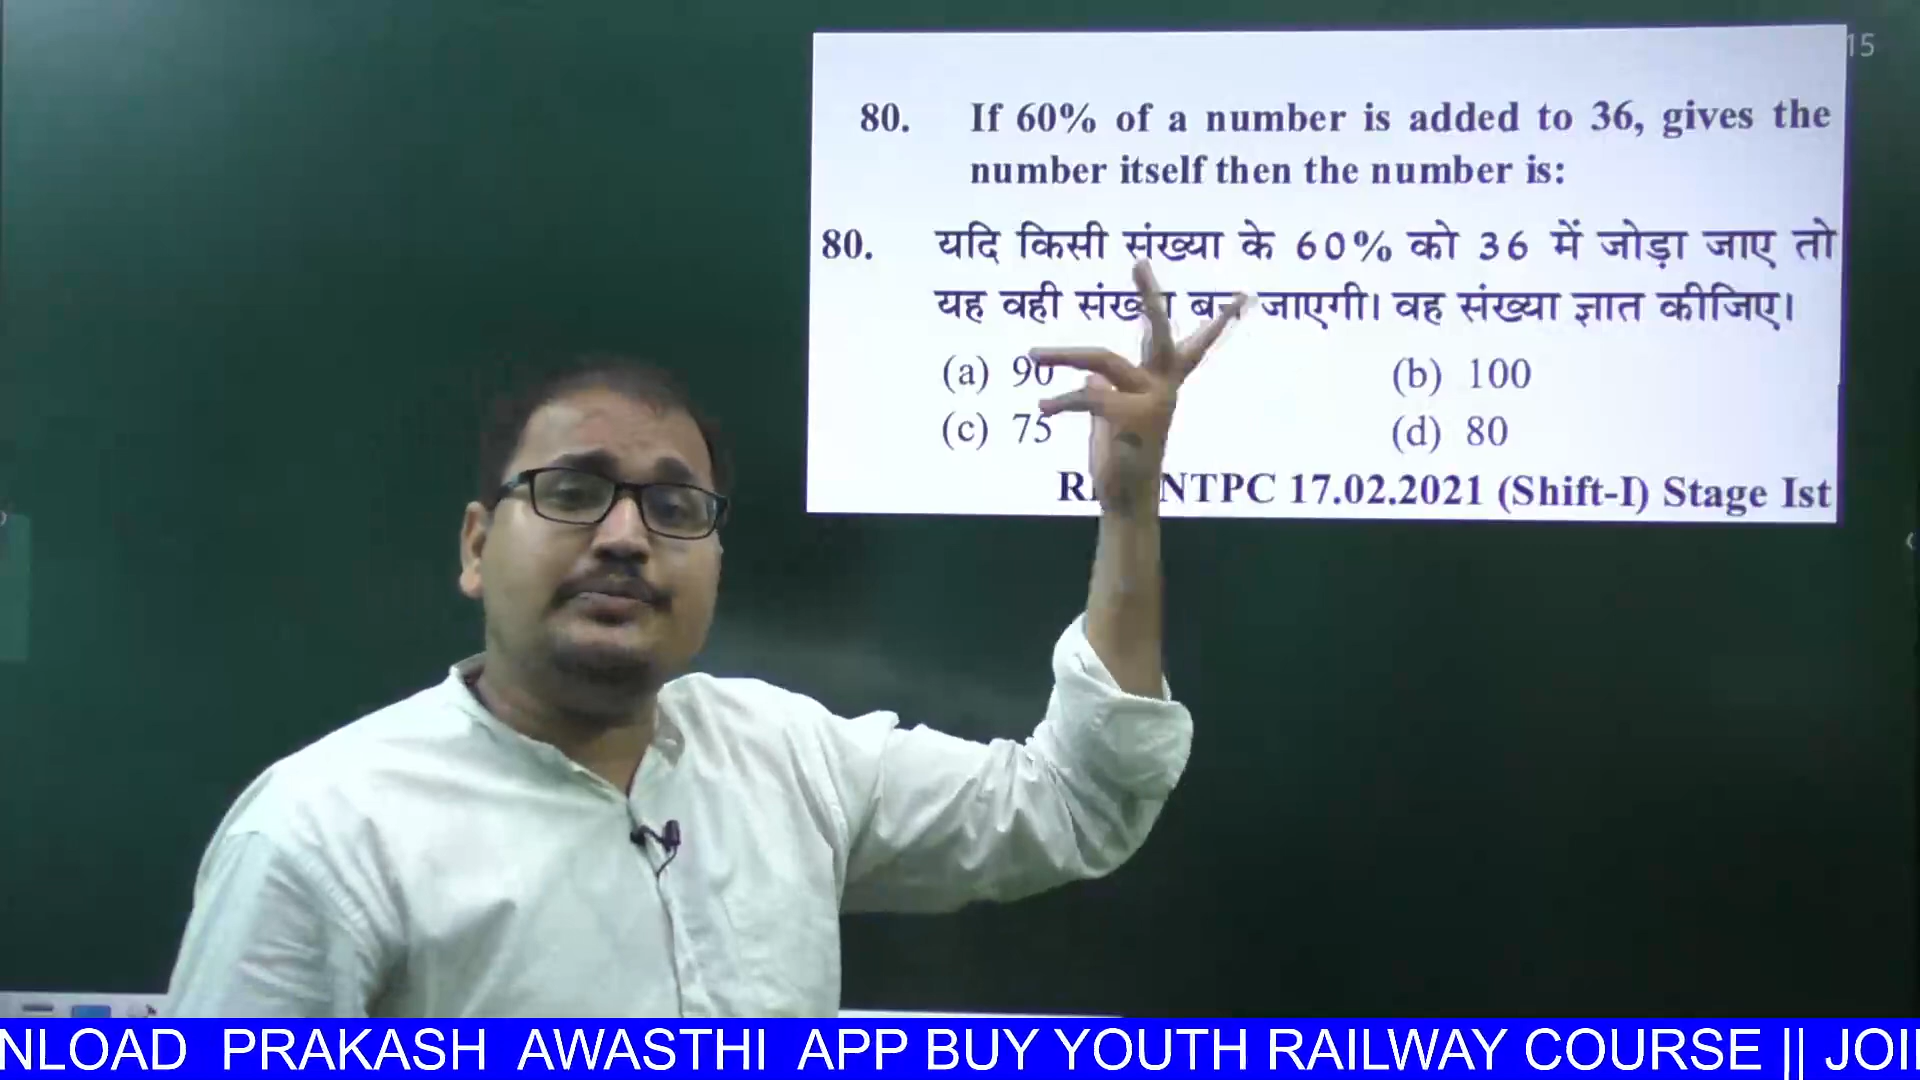 15
80. If 60% of a number is added to 36, gives the
number itself then the number is:
80. यदि किसी संख्या के 60% को 36 में जोड़ा जाए तो
यह वही संख्या बन जाएगी। वह संख्या ज्ञात कीजिए।
(a) 90 (b) 100
(c) 75 (d) 80
NTPC 17.02.2021 (Shift-I) Stage Ist
NLOAD PRAKASH AWASTHI APP BUY YOUTH RAILWAY COURSE || JOI